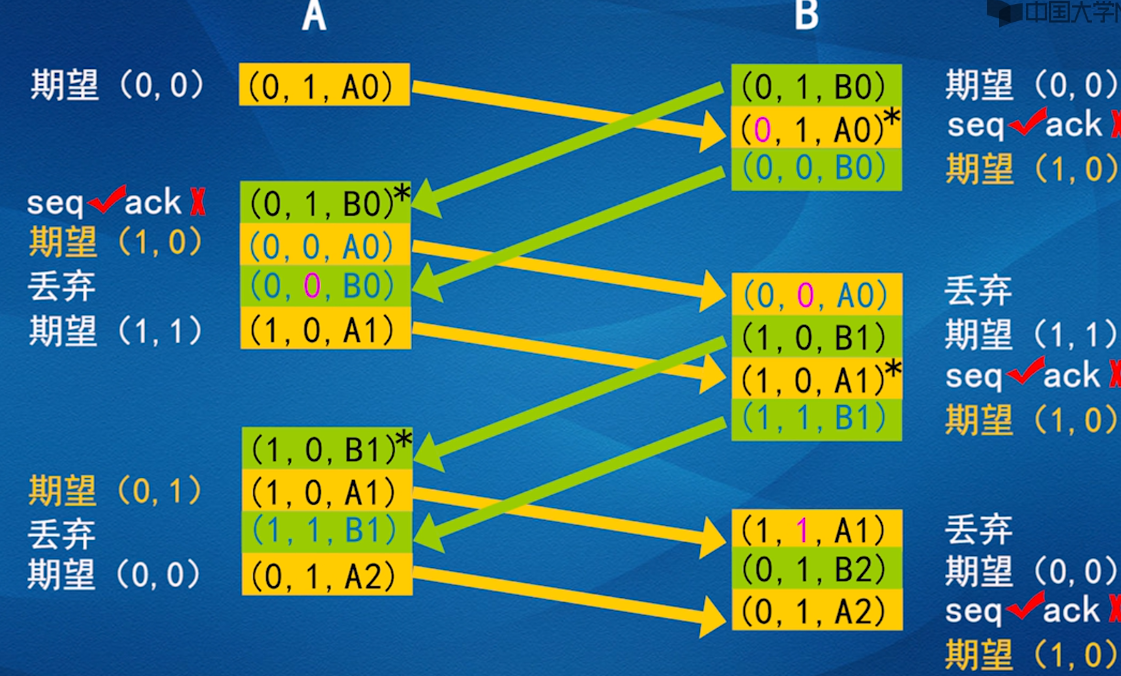 A B
中国大学
期望 (0,0) (0, 1, A0) (0, 1, B0) 期望 (0,0)
(0, 1, A0)* seq✓ack✗
(0, 0, B0) 期望 (1,0)
seq✓ack✗ (0, 1, B0)*
期望 (1,0) (0, 0, A0)
丢弃 (0, 0, B0) (0, 0, A0) 丢弃
期望 (1,1) (1, 0, A1) (1, 0, B1) 期望 (1,1)
(1, 0, A1)* seq✓ack✗
(1, 1, B1) 期望 (1,0)
(1, 0, B1)*
期望 (0,1) (1, 0, A1)
丢弃 (1, 1, B1) (1, 1, A1) 丢弃
期望 (0,0) (0, 1, A2) (0, 1, B2) 期望 (0,0)
(0, 1, A2) seq✓ack✗
期望 (1,0)